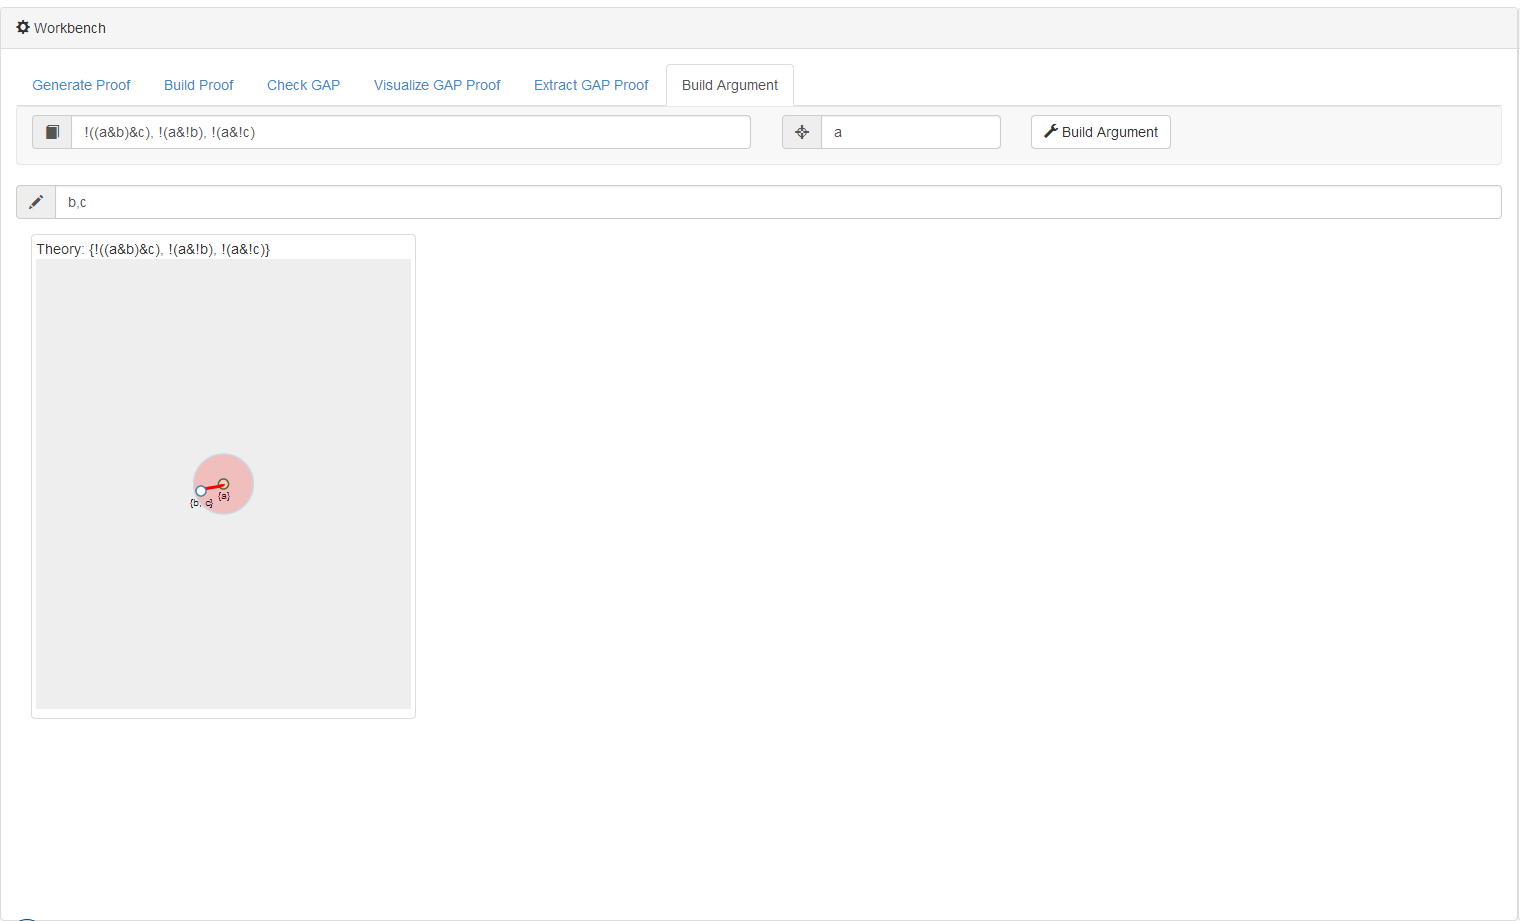 Workbench
Generate Proof Build Proof Check GAP Visualize GAP Proof Extract GAP Proof Build Argument
!((a&b)&c), !(a&!b), !(a&!c) a Build Argument
b,c
Theory: {!((a&b)&c), !(a&!b), !(a&!c)}
{a}
{b, c}